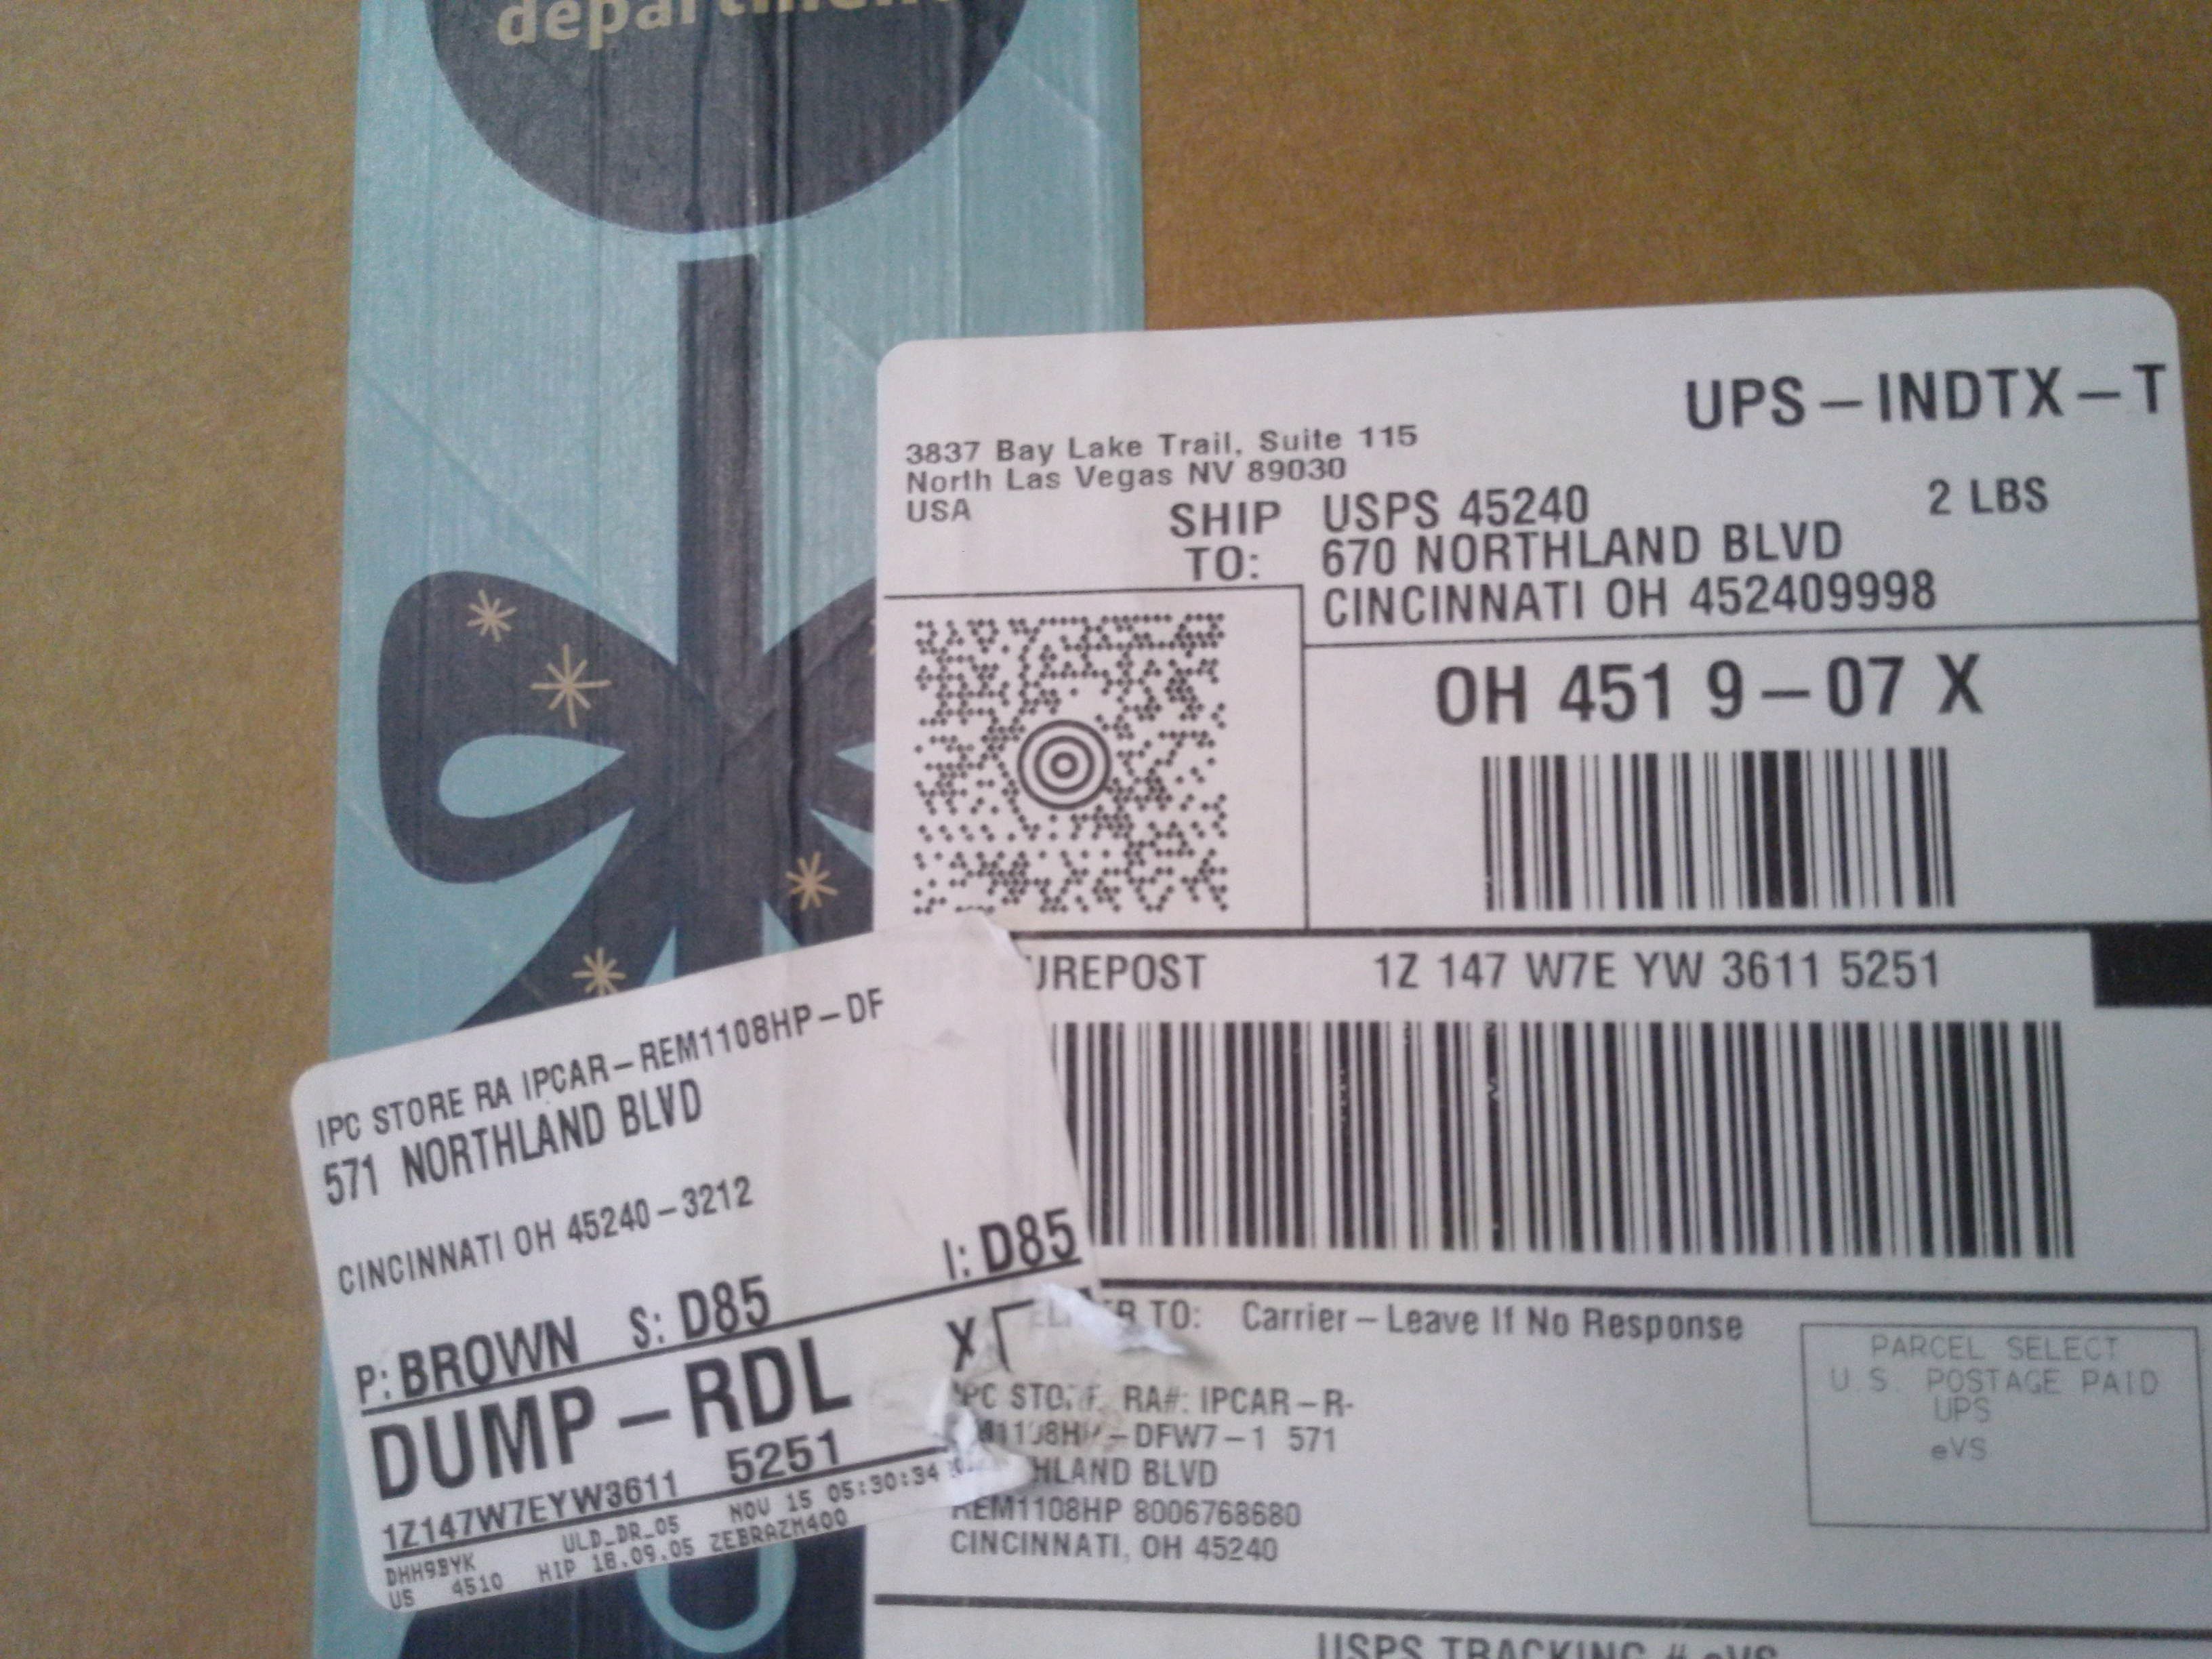 department
UPS – INDTX – T
3837 Bay Lake Trail, Suite 115
North Las Vegas NV 89030
USA
2 LBS
SHIP TO:
USPS 45240
670 NORTHLAND BLVD
CINCINNATI OH 452409998
OH 451 9 – 07 X
UREPOST 1Z 147 W7E YW 3611 5251
TO: Carrier – Leave If No Response
PARCEL SELECT
U.S. POSTAGE PAID
UPS
eVS
RA#: IPCAR – R-
– DFW7 – 1 571
HLAND BLVD
REM1108HP 8006768680
CINCINNATI, OH 45240
USPS TRACKING # eVS
IPC STORE RA IPCAR – REM1108HP – DF
571 NORTHLAND BLVD
CINCINNATI OH 45240 – 3212
P: BROWN S: D85 I: D85
DUMP – RDL X
1Z147W7EYW3611 5251
DHH9BYK ULD_DR_05 NOV 15 05:30:34
US 4510 HIP 18.09.05 ZEBRAZM400